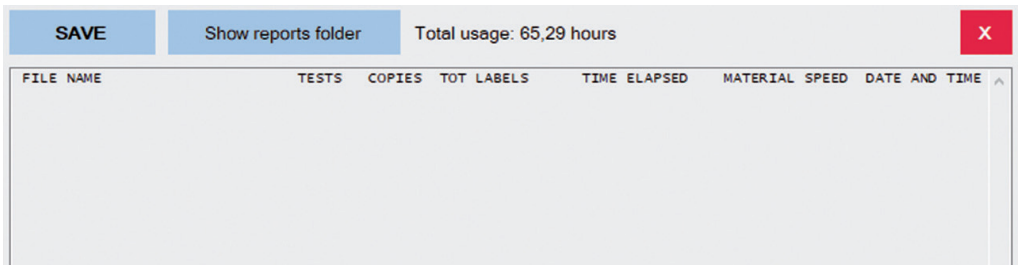 SAVE Show reports folder Total usage: 65,29 hours X
FILE NAME TESTS COPIES TOT LABELS TIME ELAPSED MATERIAL SPEED DATE AND TIME